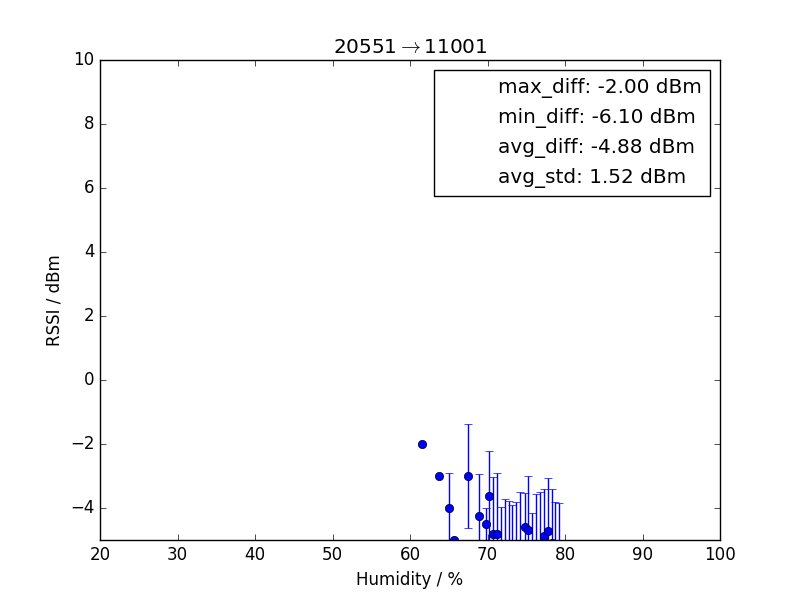 20551→11001
max_diff: -2.00 dBm
min_diff: -6.10 dBm
avg_diff: -4.88 dBm
avg_std: 1.52 dBm
RSSI / dBm
10
8
6
4
2
0
−2
−4
20 30 40 50 60 70 80 90 100
Humidity / %